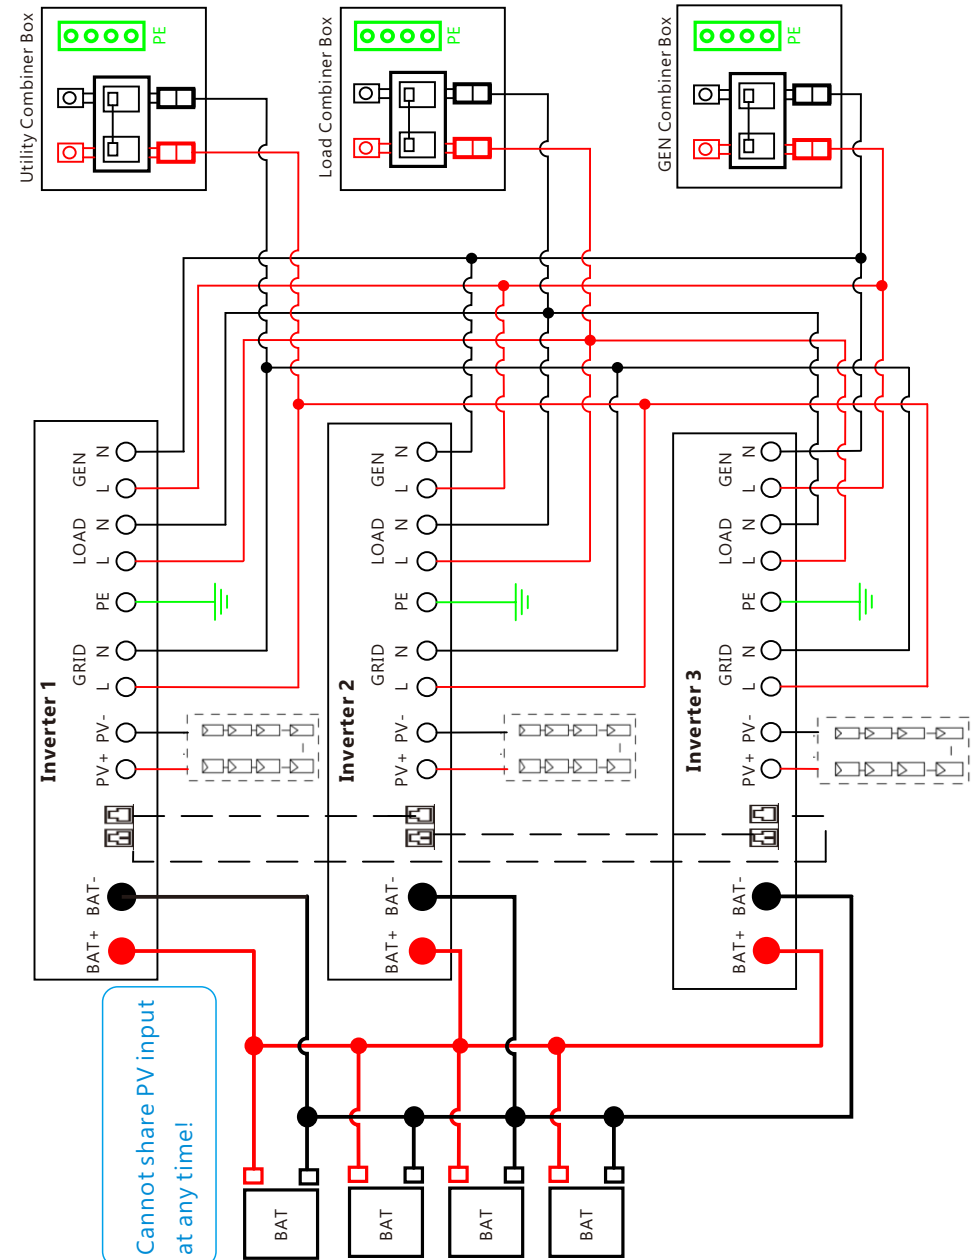 Utility Combiner Box
PE
Load Combiner Box
PE
GEN Combiner Box
PE
Inverter 1
GEN
N
L
LOAD
N
L
PE
GRID
N
L
PV-
PV+
BAT-
BAT+
Inverter 2
GEN
N
L
LOAD
N
L
PE
GRID
N
L
PV-
PV+
BAT-
BAT+
Inverter 3
GEN
N
L
LOAD
N
L
PE
GRID
N
L
PV-
PV+
BAT-
BAT+
Cannot share PV input
at any time!
BAT
BAT
BAT
BAT